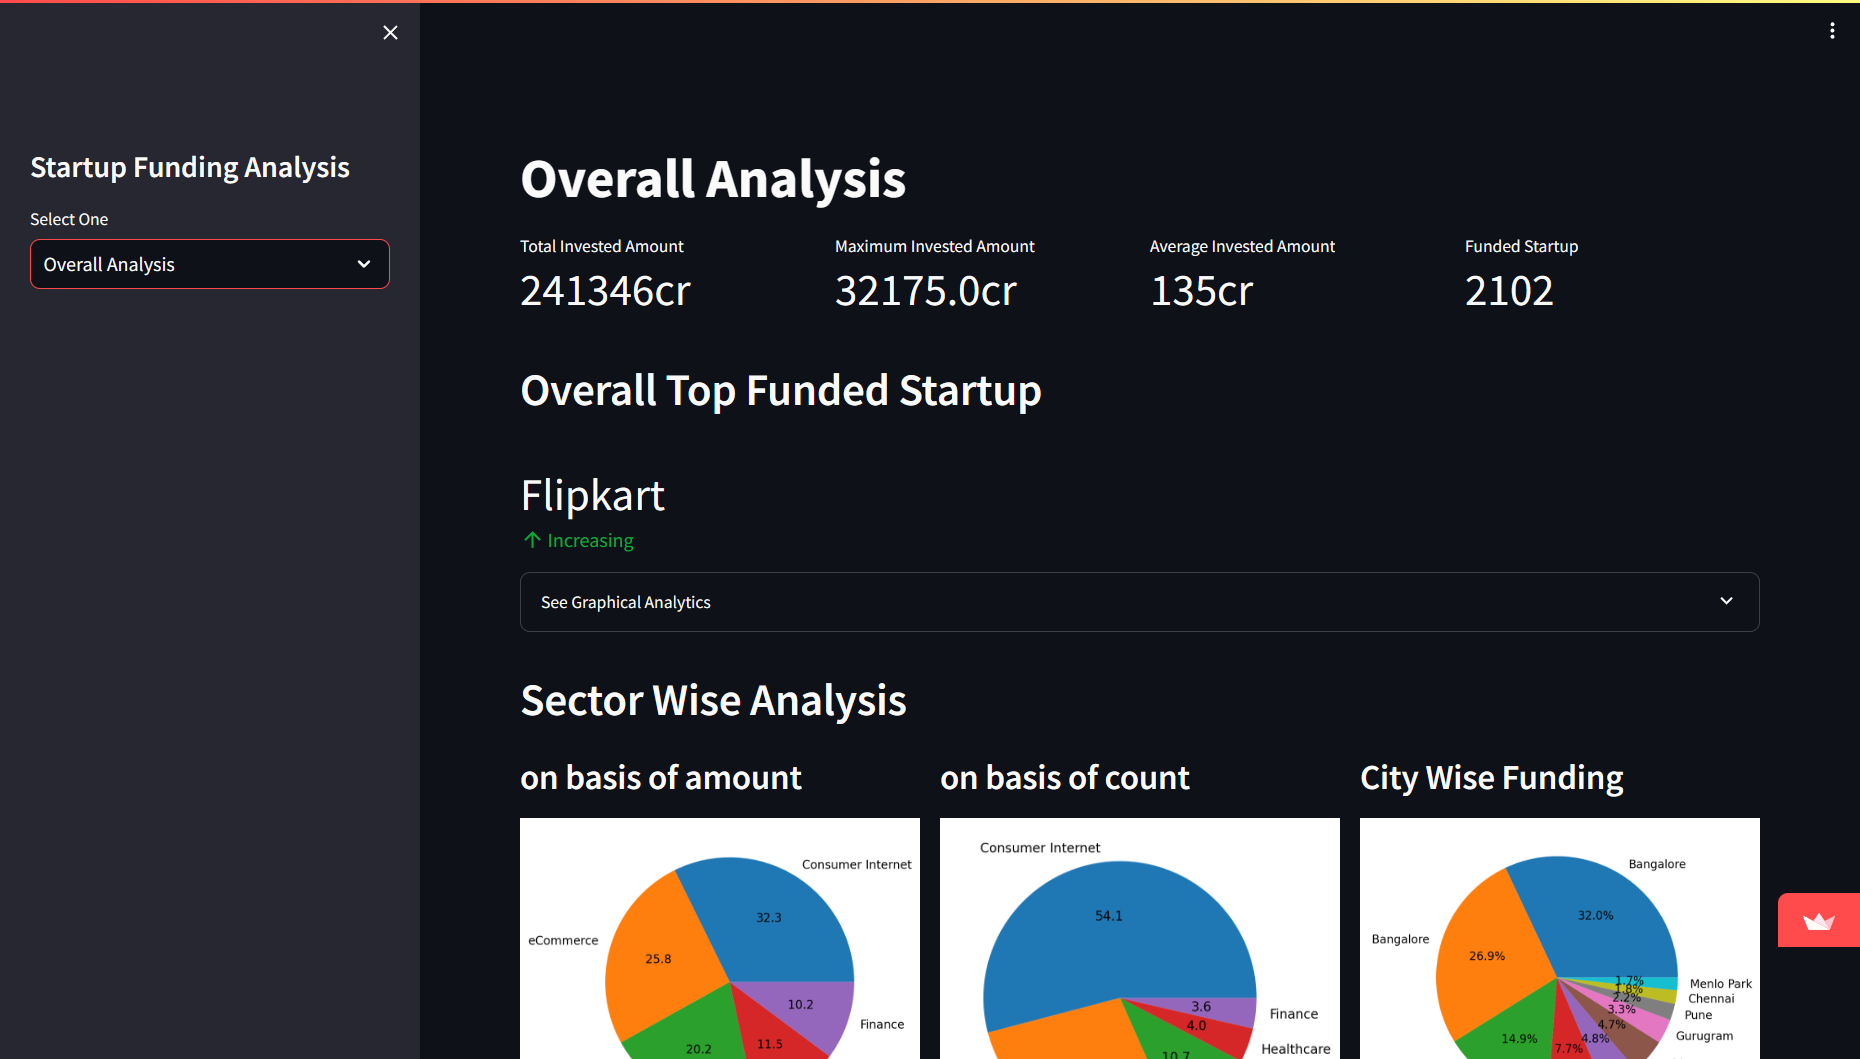 Startup Funding Analysis
Select One
Overall Analysis
Overall Analysis
Total Invested Amount
241346cr
Maximum Invested Amount
32175.0cr
Average Invested Amount
135cr
Funded Startup
2102
Overall Top Funded Startup
Flipkart
Increasing
See Graphical Analytics
Sector Wise Analysis
on basis of amount
Consumer Internet
32.3
eCommerce
25.8
10.2
Finance
11.5
20.2
on basis of count
Consumer Internet
54.1
3.6
Finance
4.0
Healthcare
10.7
City Wise Funding
Bangalore
32.0%
Bangalore
26.9%
1.7%
Menlo Park
1.8%
Chennai
2.2%
Pune
3.3%
4.7%
Gurugram
4.8%
14.9%
7.7%